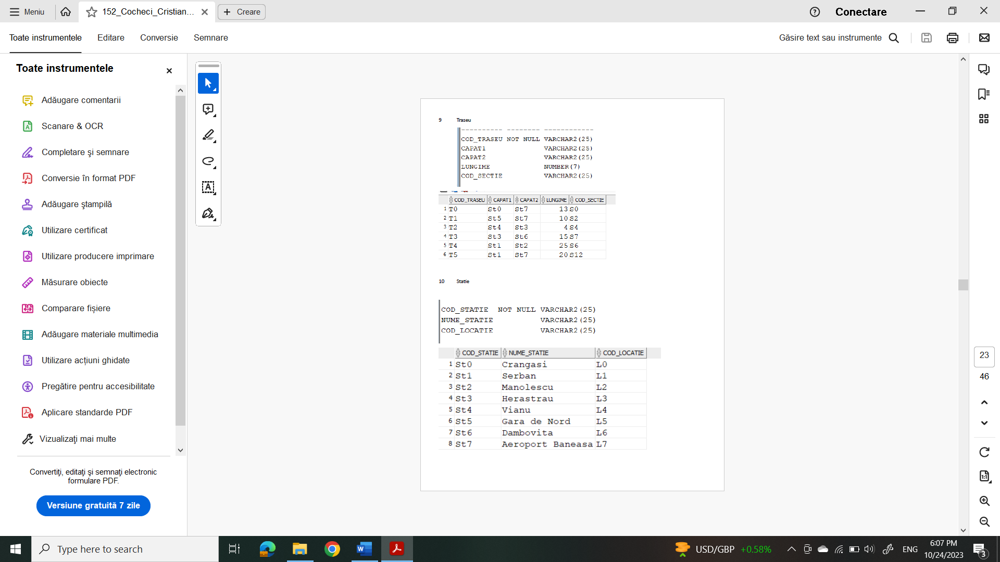 Meniu
152_Cocheci_Cristian...
Creare
Conectare
Toate instrumentele
Editare
Conversie
Semnare
Găsire text sau instrumente
Toate instrumentele
Adăugare comentarii
Scanare & OCR
Completare şi semnare
Conversie în format PDF
Adăugare ştampilă
Utilizare certificat
Utilizare producere imprimare
Măsurare obiecte
Comparare fișiere
Adăugare materiale multimedia
Utilizare acțiuni ghidate
Pregătire pentru accesibilitate
Aplicare standarde PDF
Vizualizaţi mai multe
Convertiţi, editaţi şi semnaţi electronic
formulare PDF.
Versiune gratuită 7 zile
9 Traseu
---------- -------- ------------
COD_TRASEU NOT NULL VARCHAR2(25)
CAPAT1 VARCHAR2(25)
CAPAT2 VARCHAR2(25)
LUNGIME NUMBER(7)
COD_SECTIE VARCHAR2(25)
COD_TRASEU CAPAT1 CAPAT2 LUNGIME COD_SECTIE
1 T0 St0 St7 13 S0
2 T1 St5 St7 10 S2
3 T2 St4 St3 4 S4
4 T3 St3 St6 15 S7
5 T4 St1 St2 25 S6
6 T5 St1 St7 20 S12
10 Statie
COD_STATIE NOT NULL VARCHAR2(25)
NUME_STATIE VARCHAR2(25)
COD_LOCATIE VARCHAR2(25)
COD_STATIE NUME_STATIE COD_LOCATIE
1 St0 Crangasi L0
2 St1 Serban L1
3 St2 Manolescu L2
4 St3 Herastrau L3
5 St4 Vianu L4
6 St5 Gara de Nord L5
7 St6 Dambovita L6
8 St7 Aeroport Baneasa L7
23
46
1:1
Type here to search
USD/GBP +0.58%
ENG
6:07 PM
10/24/2023
3